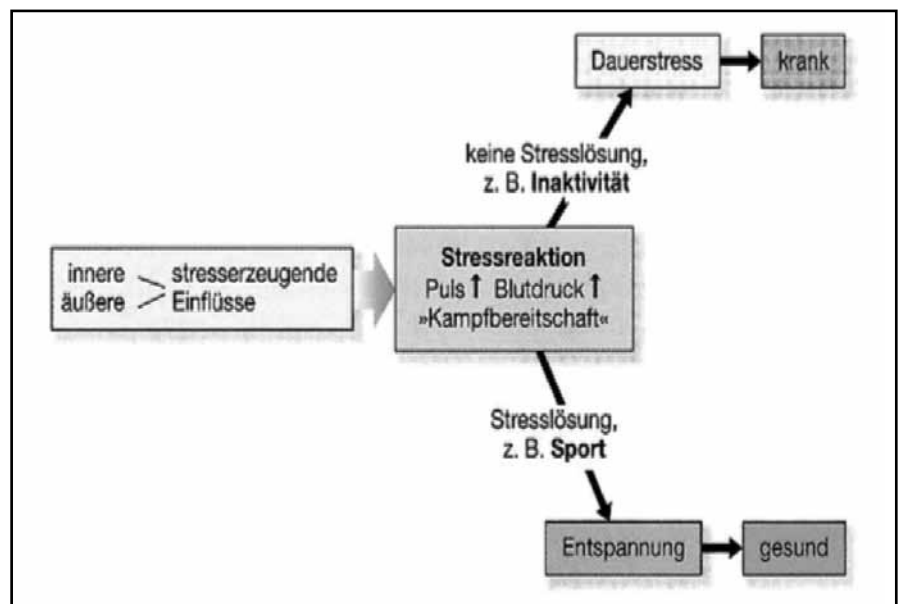 Dauerstress
krank
keine Stresslösung,
z. B. Inaktivität
innere
äußere
stresserzeugende
Einflüsse
Stressreaktion
Puls↑ Blutdruck↑
»Kampfbereitschaft«
Stresslösung,
z. B. Sport
Entspannung
gesund